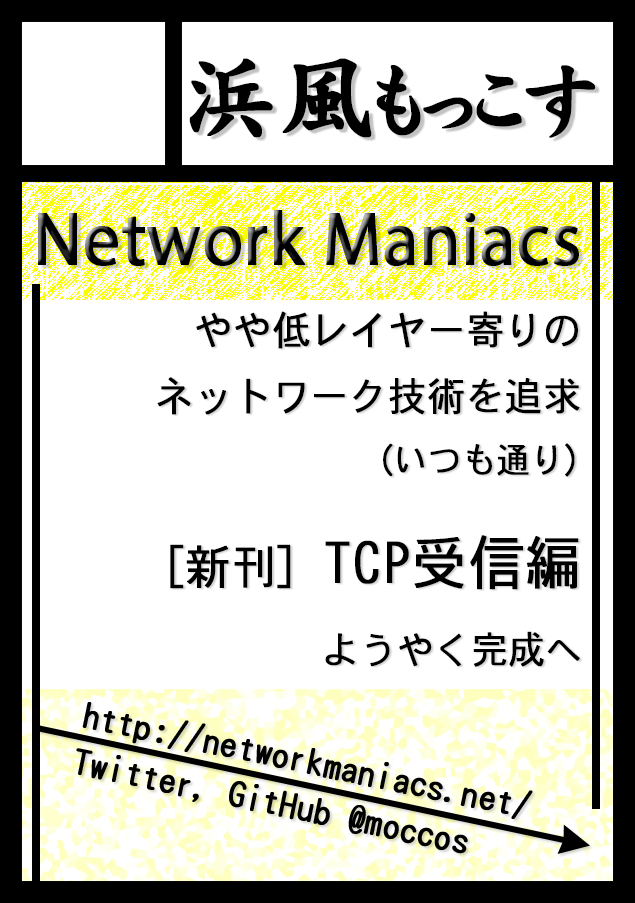 浜風もっこす
Network Maniacs
やや低レイヤー寄りの
ネットワーク技術を追求
(いつも通り)
[新刊] TCP受信編
ようやく完成へ
http://networkmaniacs.net/
Twitter, GitHub @moccos